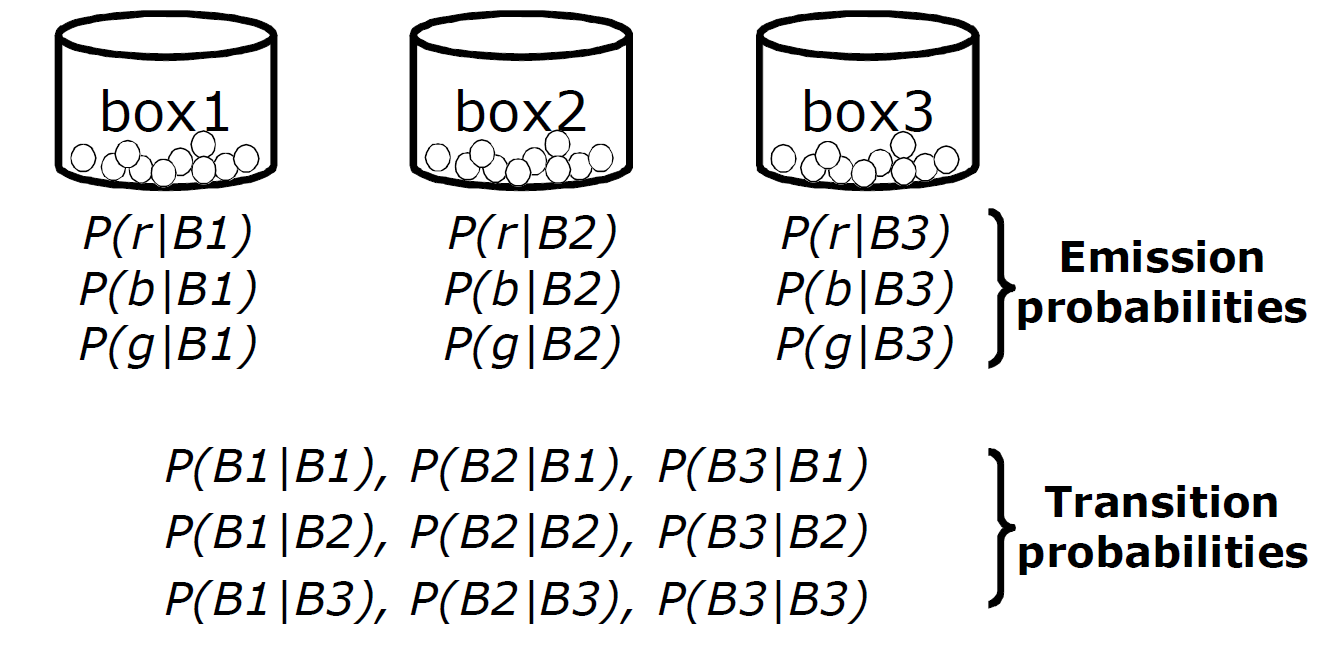 box1 box2 box3
P(r|B1) P(r|B2) P(r|B3)
P(b|B1) P(b|B2) P(b|B3)
P(g|B1) P(g|B2) P(g|B3)
Emission
probabilities
P(B1|B1), P(B2|B1), P(B3|B1)
P(B1|B2), P(B2|B2), P(B3|B2)
P(B1|B3), P(B2|B3), P(B3|B3)
Transition
probabilities